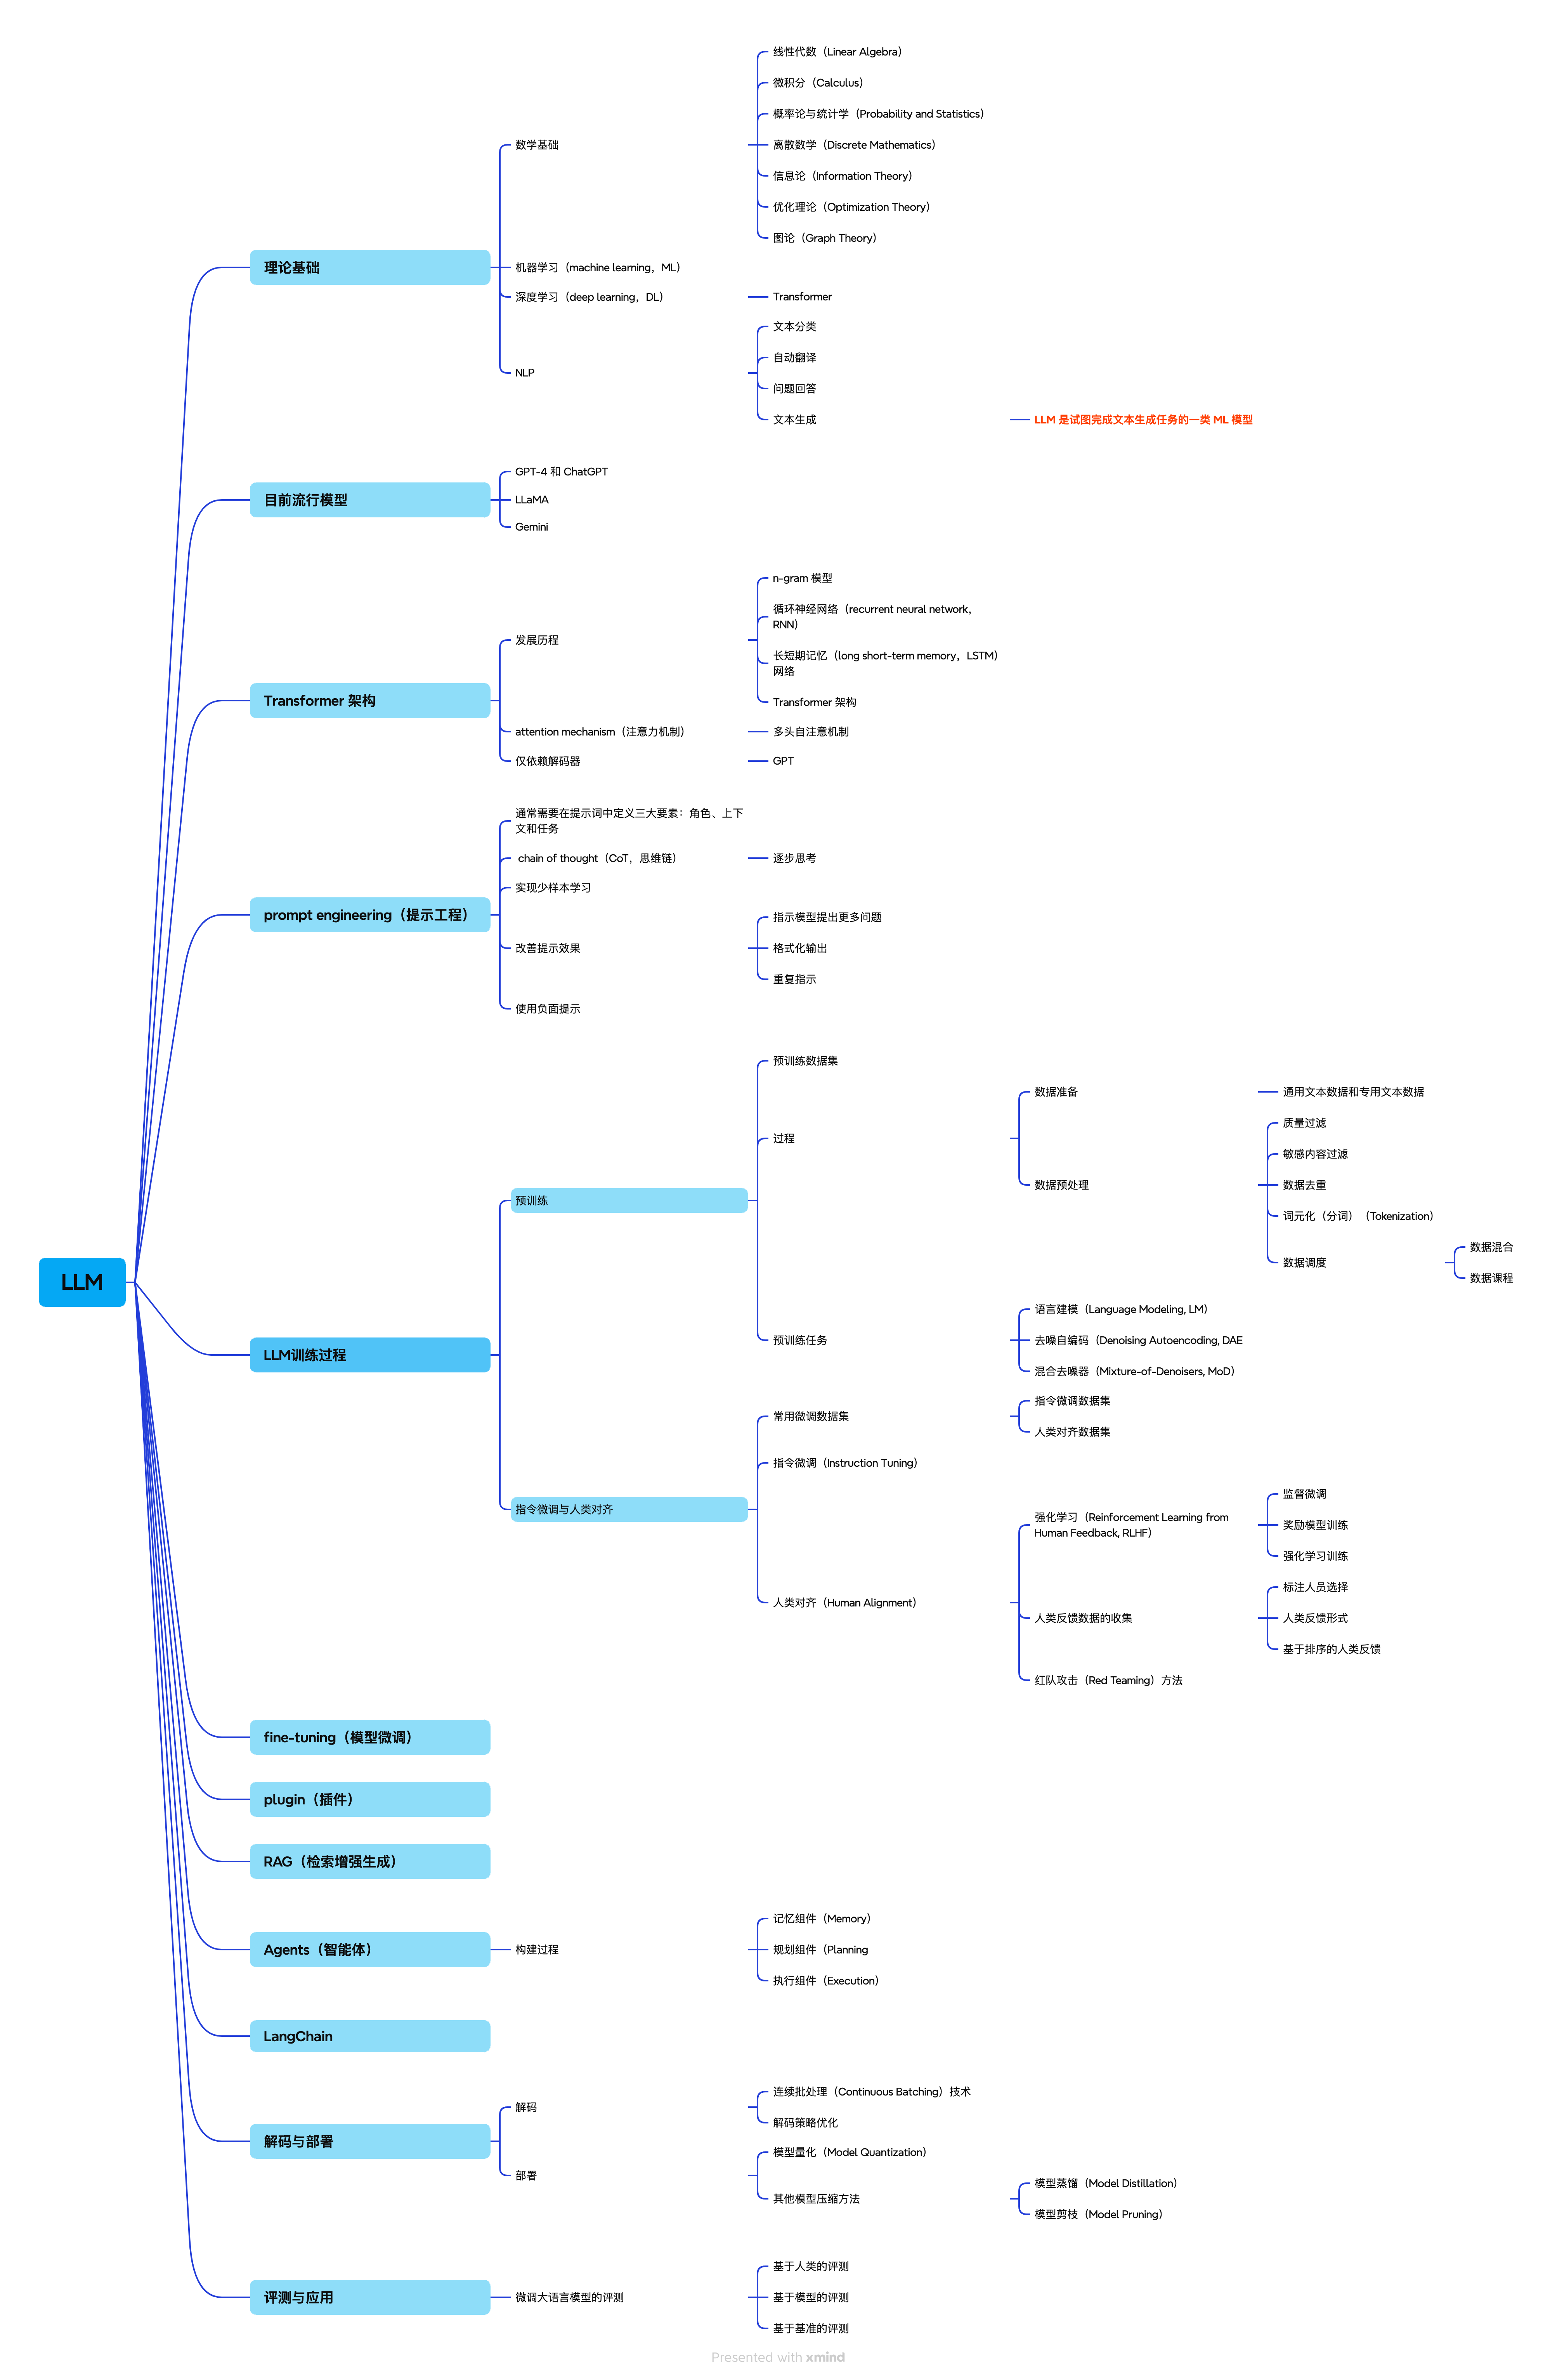 LLM
理论基础
数学基础
线性代数（Linear Algebra）
微积分（Calculus）
概率论与统计学（Probability and Statistics）
离散数学（Discrete Mathematics）
信息论（Information Theory）
优化理论（Optimization Theory）
图论（Graph Theory）
机器学习（machine learning，ML）
深度学习（deep learning，DL）
Transformer
NLP
文本分类
自动翻译
问题回答
文本生成
LLM 是试图完成文本生成任务的一类 ML 模型
目前流行模型
GPT-4 和 ChatGPT
LLaMA
Gemini
Transformer 架构
发展历程
n-gram 模型
循环神经网络（recurrent neural network，
RNN）
长短期记忆（long short-term memory，LSTM）
网络
Transformer 架构
attention mechanism（注意力机制）
多头自注意机制
仅依赖解码器
GPT
prompt engineering（提示工程）
通常需要在提示词中定义三大要素：角色、上下
文和任务
chain of thought（CoT，思维链）
逐步思考
实现少样本学习
改善提示效果
指示模型提出更多问题
格式化输出
重复指示
使用负面提示
LLM训练过程
预训练
预训练数据集
过程
数据准备
通用文本数据和专用文本数据
数据预处理
质量过滤
敏感内容过滤
数据去重
词元化（分词）（Tokenization）
数据调度
数据混合
数据课程
预训练任务
语言建模（Language Modeling, LM）
去噪自编码（Denoising Autoencoding, DAE
混合去噪器（Mixture-of-Denoisers, MoD）
指令微调与人类对齐
常用微调数据集
指令微调数据集
人类对齐数据集
指令微调（Instruction Tuning）
人类对齐（Human Alignment）
强化学习（Reinforcement Learning from
Human Feedback, RLHF）
监督微调
奖励模型训练
强化学习训练
人类反馈数据的收集
标注人员选择
人类反馈形式
基于排序的人类反馈
红队攻击（Red Teaming）方法
fine-tuning（模型微调）
plugin（插件）
RAG（检索增强生成）
Agents（智能体）
构建过程
记忆组件（Memory）
规划组件（Planning
执行组件（Execution）
LangChain
解码与部署
解码
连续批处理（Continuous Batching）技术
解码策略优化
部署
模型量化（Model Quantization）
其他模型压缩方法
模型蒸馏（Model Distillation）
模型剪枝（Model Pruning）
评测与应用
微调大语言模型的评测
基于人类的评测
基于模型的评测
基于基准的评测
Presented with xmind